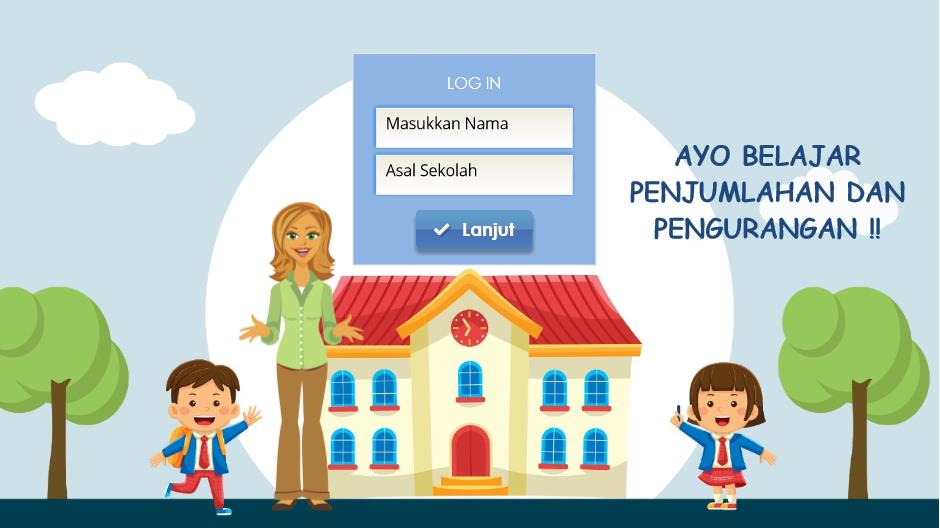 LOG IN
Masukkan Nama
Asal Sekolah
Lanjut
AYO BELAJAR
PENJUMLAHAN DAN
PENGURANGAN !!